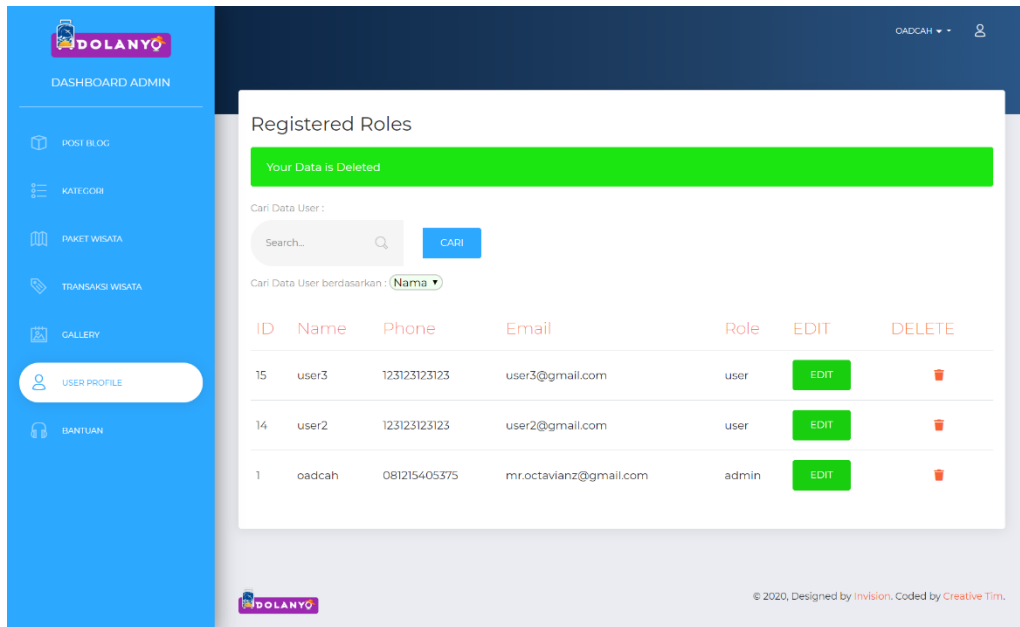 DOLANYO
DASHBOARD ADMIN
POST BLOG
KATEGORI
PAKET WISATA
TRANSAKSI WISATA
GALLERY
USER PROFILE
BANTUAN
OADCAH
Registered Roles
Your Data is Deleted
Cari Data User :
Search...
CARI
Cari Data User berdasarkan : Nama
ID Name Phone Email Role EDIT DELETE
15 user3 123123123123 user3@gmail.com user EDIT
14 user2 123123123123 user2@gmail.com user EDIT
1 oadcah 081215405375 mr.octavianz@gmail.com admin EDIT
DOLANYO
© 2020, Designed by Invision. Coded by Creative Tim.